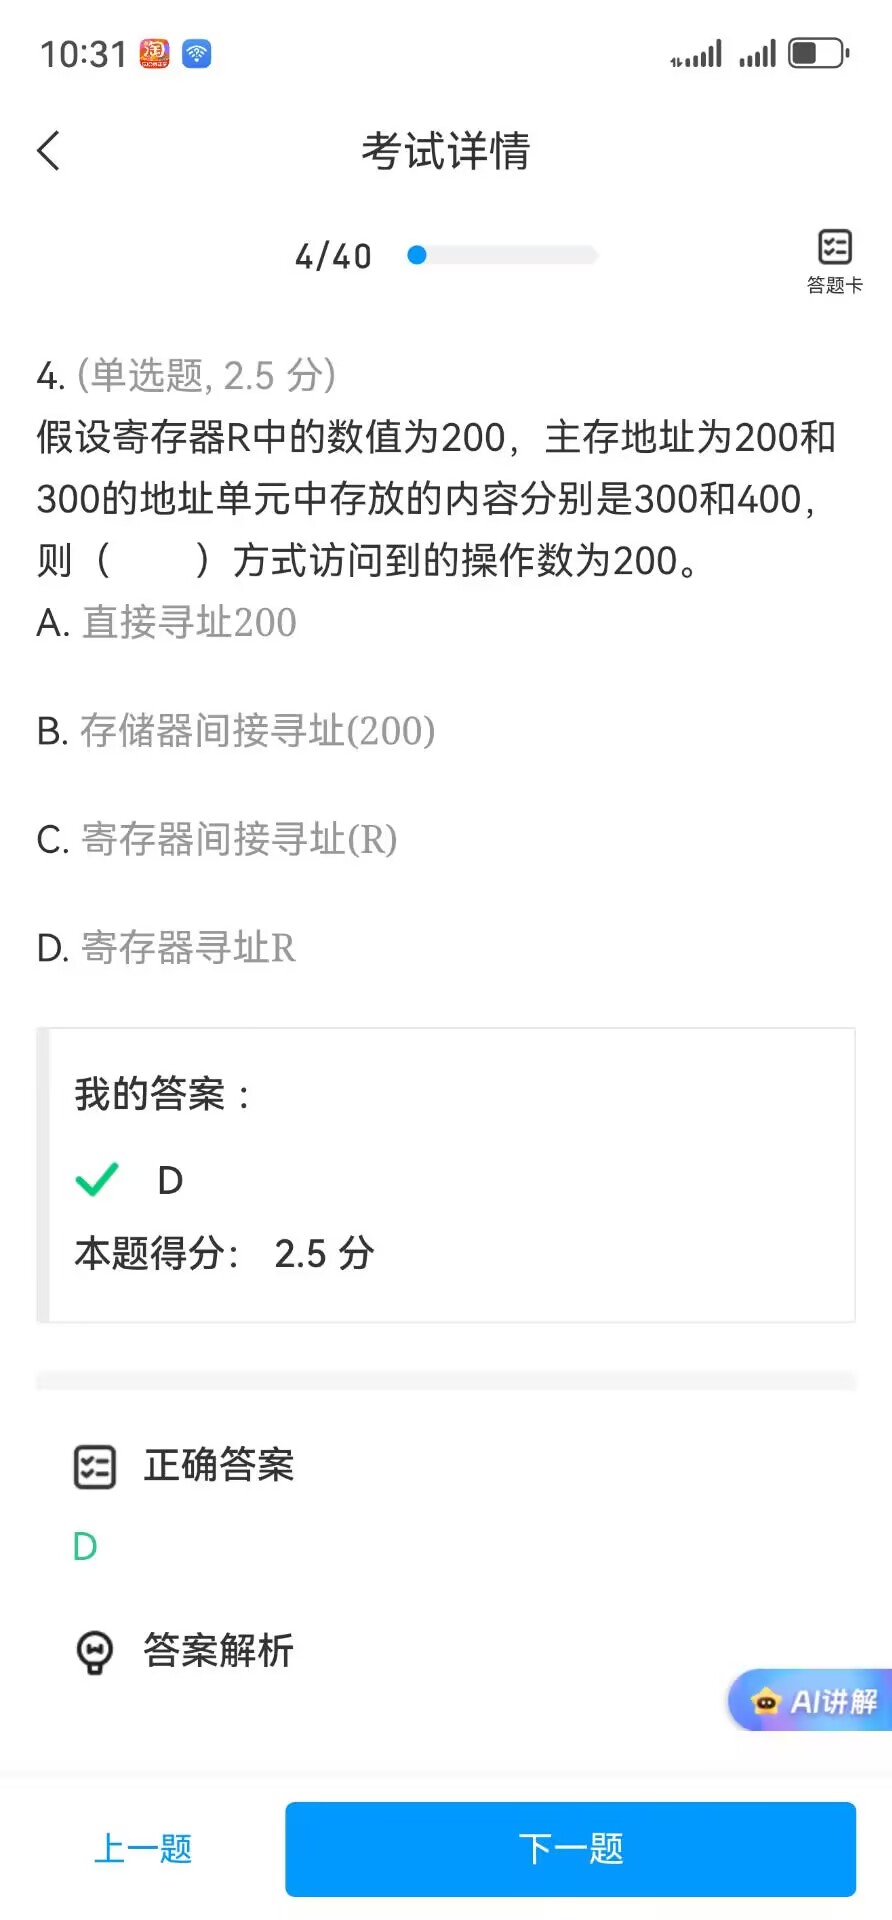 10:31
考试详情
4/40
答题卡
4. (单选题, 2.5 分)
假设寄存器R中的数值为200，主存地址为200和
300的地址单元中存放的内容分别是300和400，
则（　　）方式访问到的操作数为200。
A. 直接寻址200
B. 存储器间接寻址(200)
C. 寄存器间接寻址(R)
D. 寄存器寻址R
我的答案：
D
本题得分： 2.5 分
正确答案
D
答案解析
AI讲解
上一题
下一题